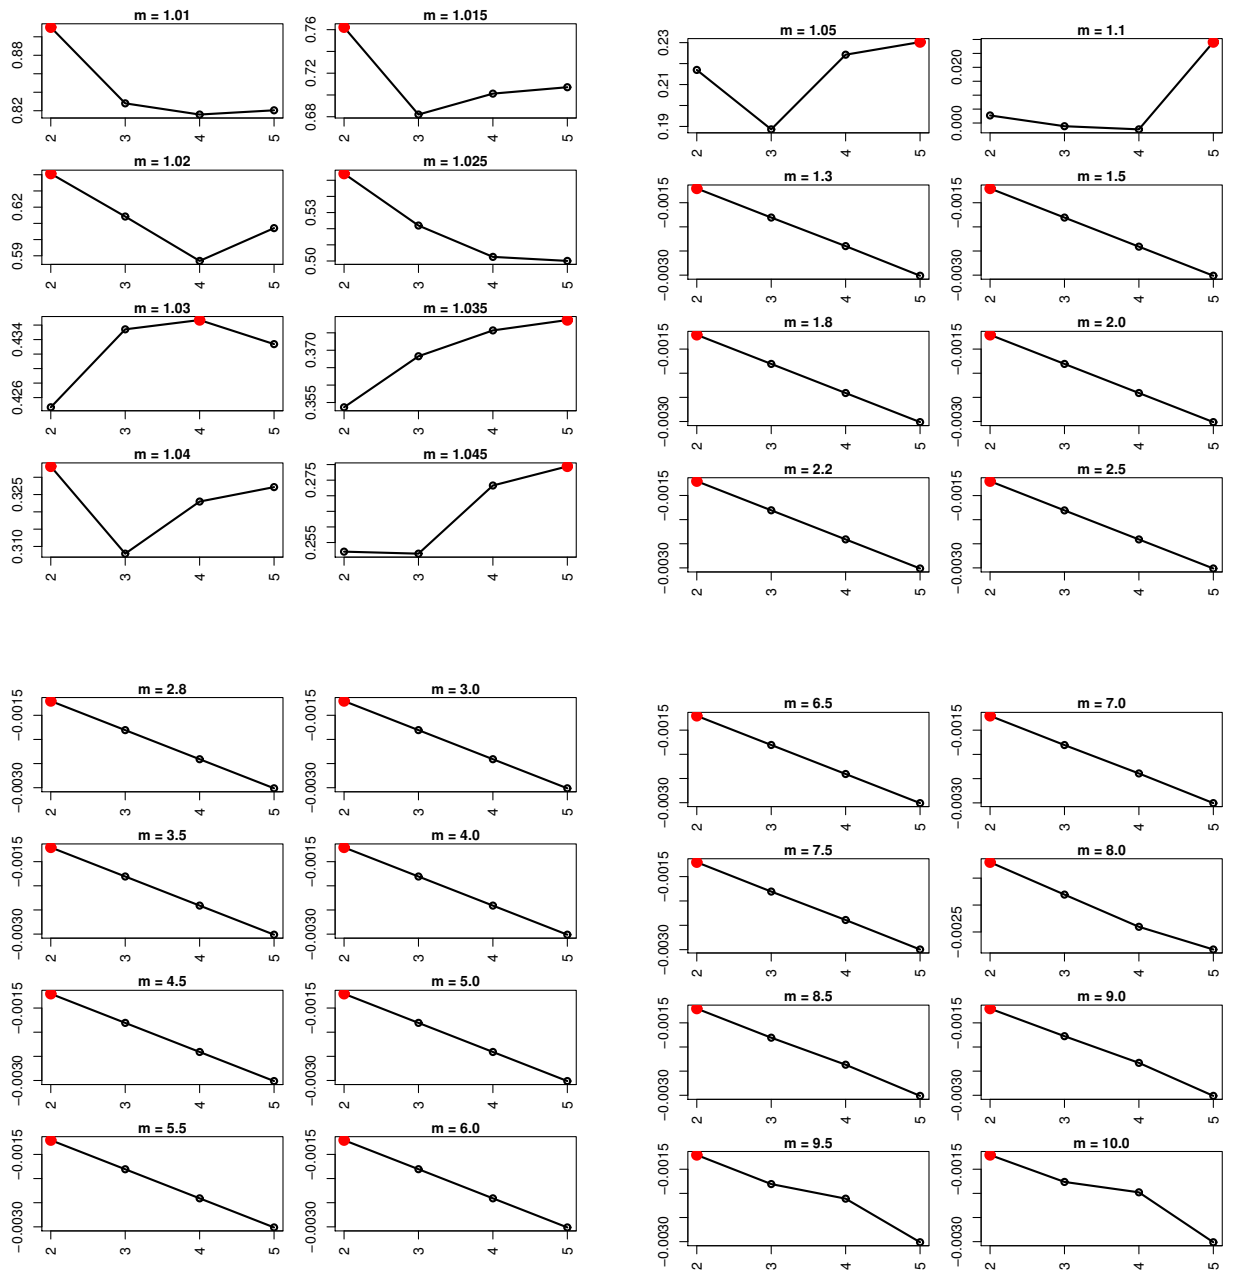 m = 1.01
0.88
0.82
2 3 4 5
m = 1.015
0.76
0.72
0.68
2 3 4 5
m = 1.02
0.62
0.59
2 3 4 5
m = 1.025
0.53
0.50
2 3 4 5
m = 1.03
0.434
0.426
2 3 4 5
m = 1.035
0.370
0.355
2 3 4 5
m = 1.04
0.325
0.310
2 3 4 5
m = 1.045
0.275
0.255
2 3 4 5
m = 1.05
0.23
0.21
0.19
2 3 4 5
m = 1.1
0.020
0.000
2 3 4 5
m = 1.3
−0.0015
−0.0030
2 3 4 5
m = 1.5
−0.0015
−0.0030
2 3 4 5
m = 1.8
−0.0015
−0.0030
2 3 4 5
m = 2.0
−0.0015
−0.0030
2 3 4 5
m = 2.2
−0.0015
−0.0030
2 3 4 5
m = 2.5
−0.0015
−0.0030
2 3 4 5
m = 2.8
−0.0015
−0.0030
2 3 4 5
m = 3.0
−0.0015
−0.0030
2 3 4 5
m = 3.5
−0.0015
−0.0030
2 3 4 5
m = 4.0
−0.0015
−0.0030
2 3 4 5
m = 4.5
−0.0015
−0.0030
2 3 4 5
m = 5.0
−0.0015
−0.0030
2 3 4 5
m = 5.5
−0.0015
−0.0030
2 3 4 5
m = 6.0
−0.0015
−0.0030
2 3 4 5
m = 6.5
−0.0015
−0.0030
2 3 4 5
m = 7.0
−0.0015
−0.0030
2 3 4 5
m = 7.5
−0.0015
−0.0030
2 3 4 5
m = 8.0
−0.0025
2 3 4 5
m = 8.5
−0.0015
−0.0030
2 3 4 5
m = 9.0
−0.0015
−0.0030
2 3 4 5
m = 9.5
−0.0015
−0.0030
2 3 4 5
m = 10.0
−0.0015
−0.0030
2 3 4 5